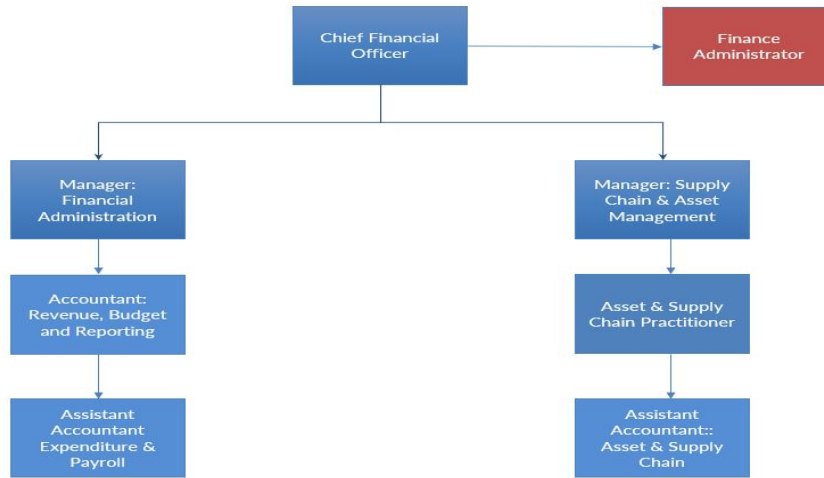 Chief Financial
Officer
Finance
Administrator
Manager:
Financial
Administration
Manager: Supply
Chain & Asset
Management
Accountant:
Revenue, Budget
and Reporting
Asset & Supply
Chain Practitioner
Assistant
Accountant
Expenditure &
Payroll
Assistant
Accountant::
Asset & Supply
Chain